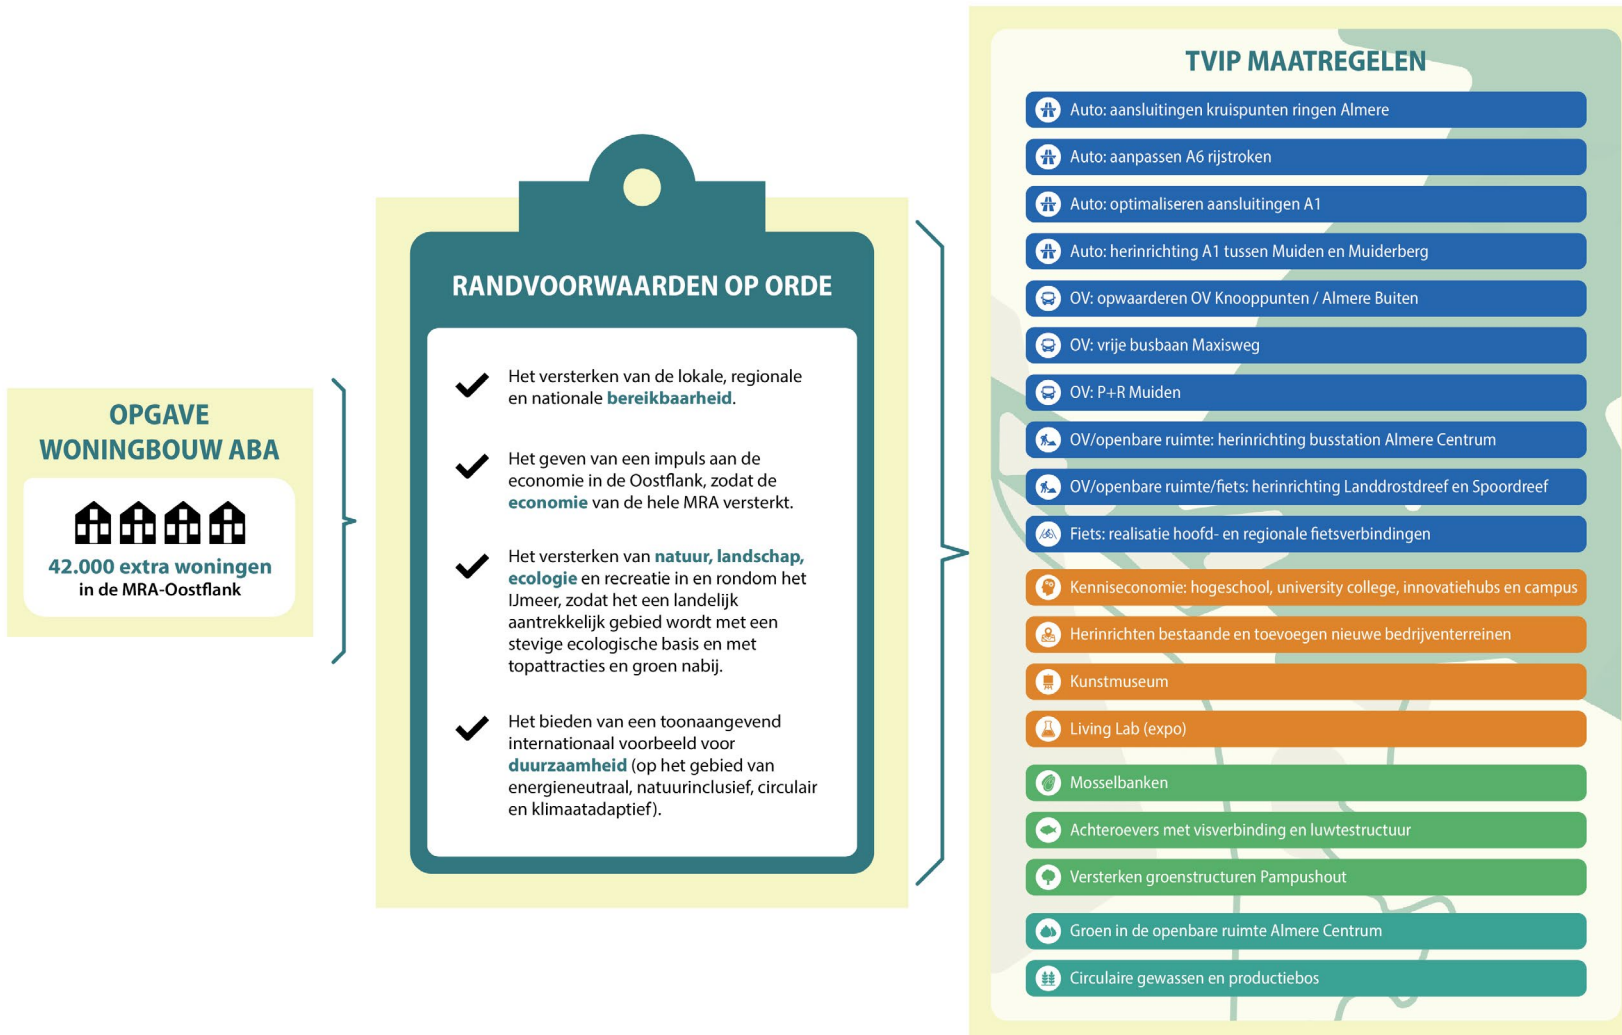 OPGAVE
WONINGBOUW ABA
42.000 extra woningen
in de MRA-Oostflank
RANDVOORWAARDEN OP ORDE
Het versterken van de lokale, regionale
en nationale bereikbaarheid.
Het geven van een impuls aan de
economie in de Oostflank, zodat de
economie van de hele MRA versterkt.
Het versterken van natuur, landschap,
ecologie en recreatie in en rondom het
IJmeer, zodat het een landelijk
aantrekkelijk gebied wordt met een
stevige ecologische basis en met
topattracties en groen nabij.
Het bieden van een toonaangevend
internationaal voorbeeld voor
duurzaamheid (op het gebied van
energieneutraal, natuurinclusief, circulair
en klimaatadaptief).
TVIP MAATREGELEN
Auto: aansluitingen kruispunten ringen Almere
Auto: aanpassen A6 rijstroken
Auto: optimaliseren aansluitingen A1
Auto: herinrichting A1 tussen Muiden en Muiderberg
OV: opwaarderen OV Knooppunten / Almere Buiten
OV: vrije busbaan Maxisweg
OV: P+R Muiden
OV/openbare ruimte: herinrichting busstation Almere Centrum
OV/openbare ruimte/fiets: herinrichting Landdrostdreef en Spoordreef
Fiets: realisatie hoofd- en regionale fietsverbindingen
Kenniseconomie: hogeschool, university college, innovatiehubs en campus
Herinrichten bestaande en toevoegen nieuwe bedrijventerreinen
Kunstmuseum
Living Lab (expo)
Mosselbanken
Achteroevers met visverbinding en luwtestructuur
Versterken groenstructuren Pampushout
Groen in de openbare ruimte Almere Centrum
Circulaire gewassen en productiebos